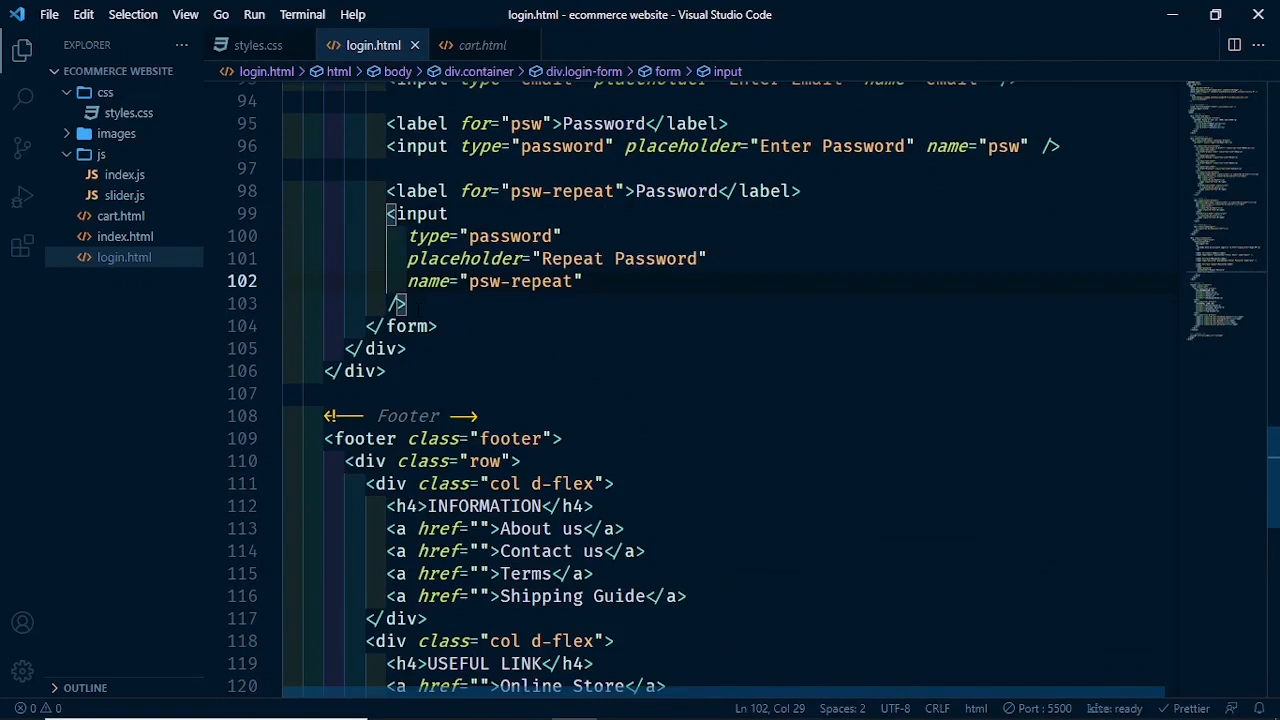 File Edit Selection View Go Run Terminal Help
login.html - ecommerce website - Visual Studio Code
EXPLORER
styles.css login.html cart.html
ECOMMERCE WEBSITE
css
styles.css
images
js
index.js
slider.js
cart.html
index.html
login.html
OUTLINE
login.html > html > body > div.container > div.login-form > form > input
94
95 <label for="psw">Password</label>
96 <input type="password" placeholder="Enter Password" name="psw" />
97
98 <label for="psw-repeat">Password</label>
99 <input
100 type="password"
101 placeholder="Repeat Password"
102 name="psw-repeat"
103 />
104 </form>
105 </div>
106 </div>
107
108 <!-- Footer -->
109 <footer class="footer">
110 <div class="row">
111 <div class="col d-flex">
112 <h4>INFORMATION</h4>
113 <a href="">About us</a>
114 <a href="">Contact us</a>
115 <a href="">Terms</a>
116 <a href="">Shipping Guide</a>
117 </div>
118 <div class="col d-flex">
119 <h4>USEFUL LINK</h4>
120 <a href="">Online Store</a>
0 0 Ln 102, Col 29 Spaces: 2 UTF-8 CRLF html Port : 5500 kite: ready Prettier